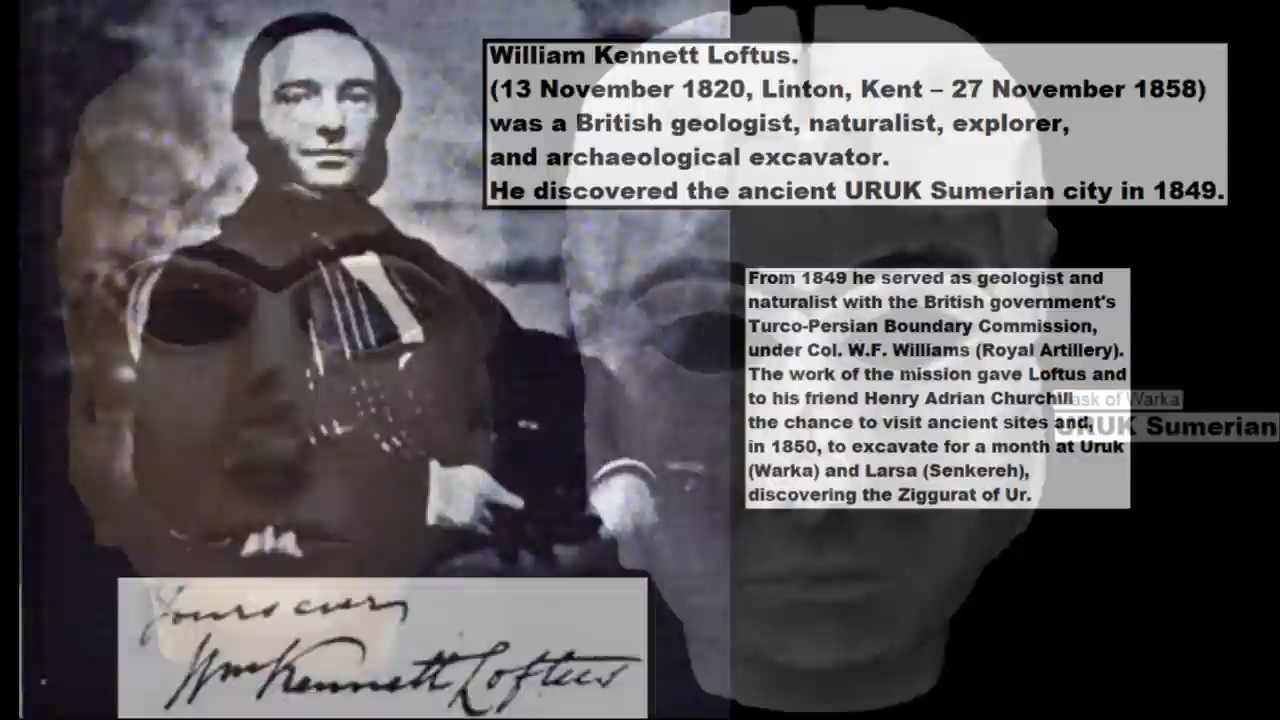 William Kennett Loftus.
(13 November 1820, Linton, Kent – 27 November 1858)
was a British geologist, naturalist, explorer,
and archaeological excavator.
He discovered the ancient URUK Sumerian city in 1849.
From 1849 he served as geologist and
naturalist with the British government's
Turco-Persian Boundary Commission,
under Col. W.F. Williams (Royal Artillery).
The work of the mission gave Loftus and
to his friend Henry Adrian Churchill
the chance to visit ancient sites and,
in 1850, to excavate for a month at Uruk
(Warka) and Larsa (Senkereh),
discovering the Ziggurat of Ur.
of Warka
URUK Sumerian
Yours ever
Wm Kennett Loftus